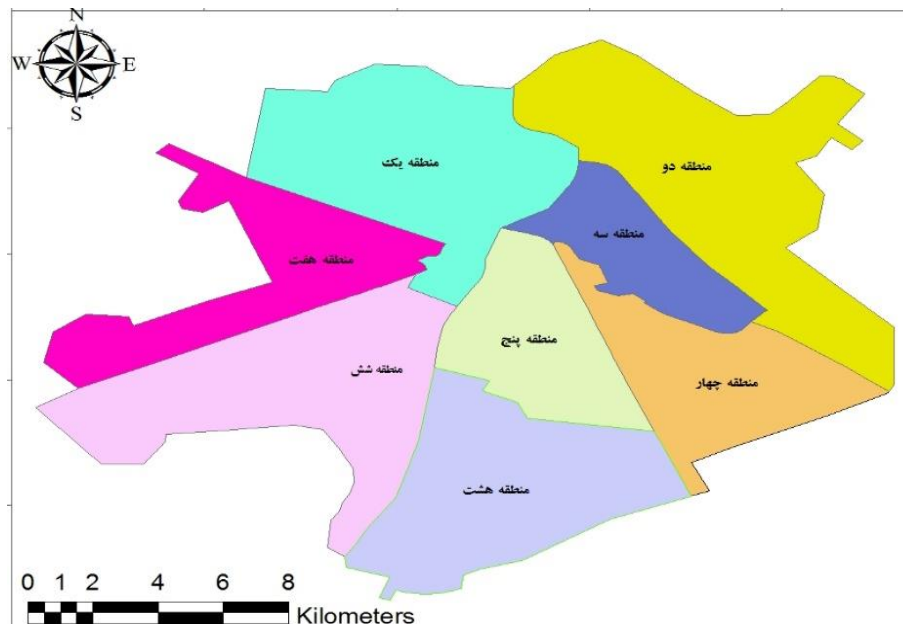 N
W E
S
منطقه یک
منطقه دو
منطقه سه
منطقه هفت
منطقه پنج
منطقه شش
منطقه چهار
منطقه هشت
0 1 2 4 6 8
Kilometers